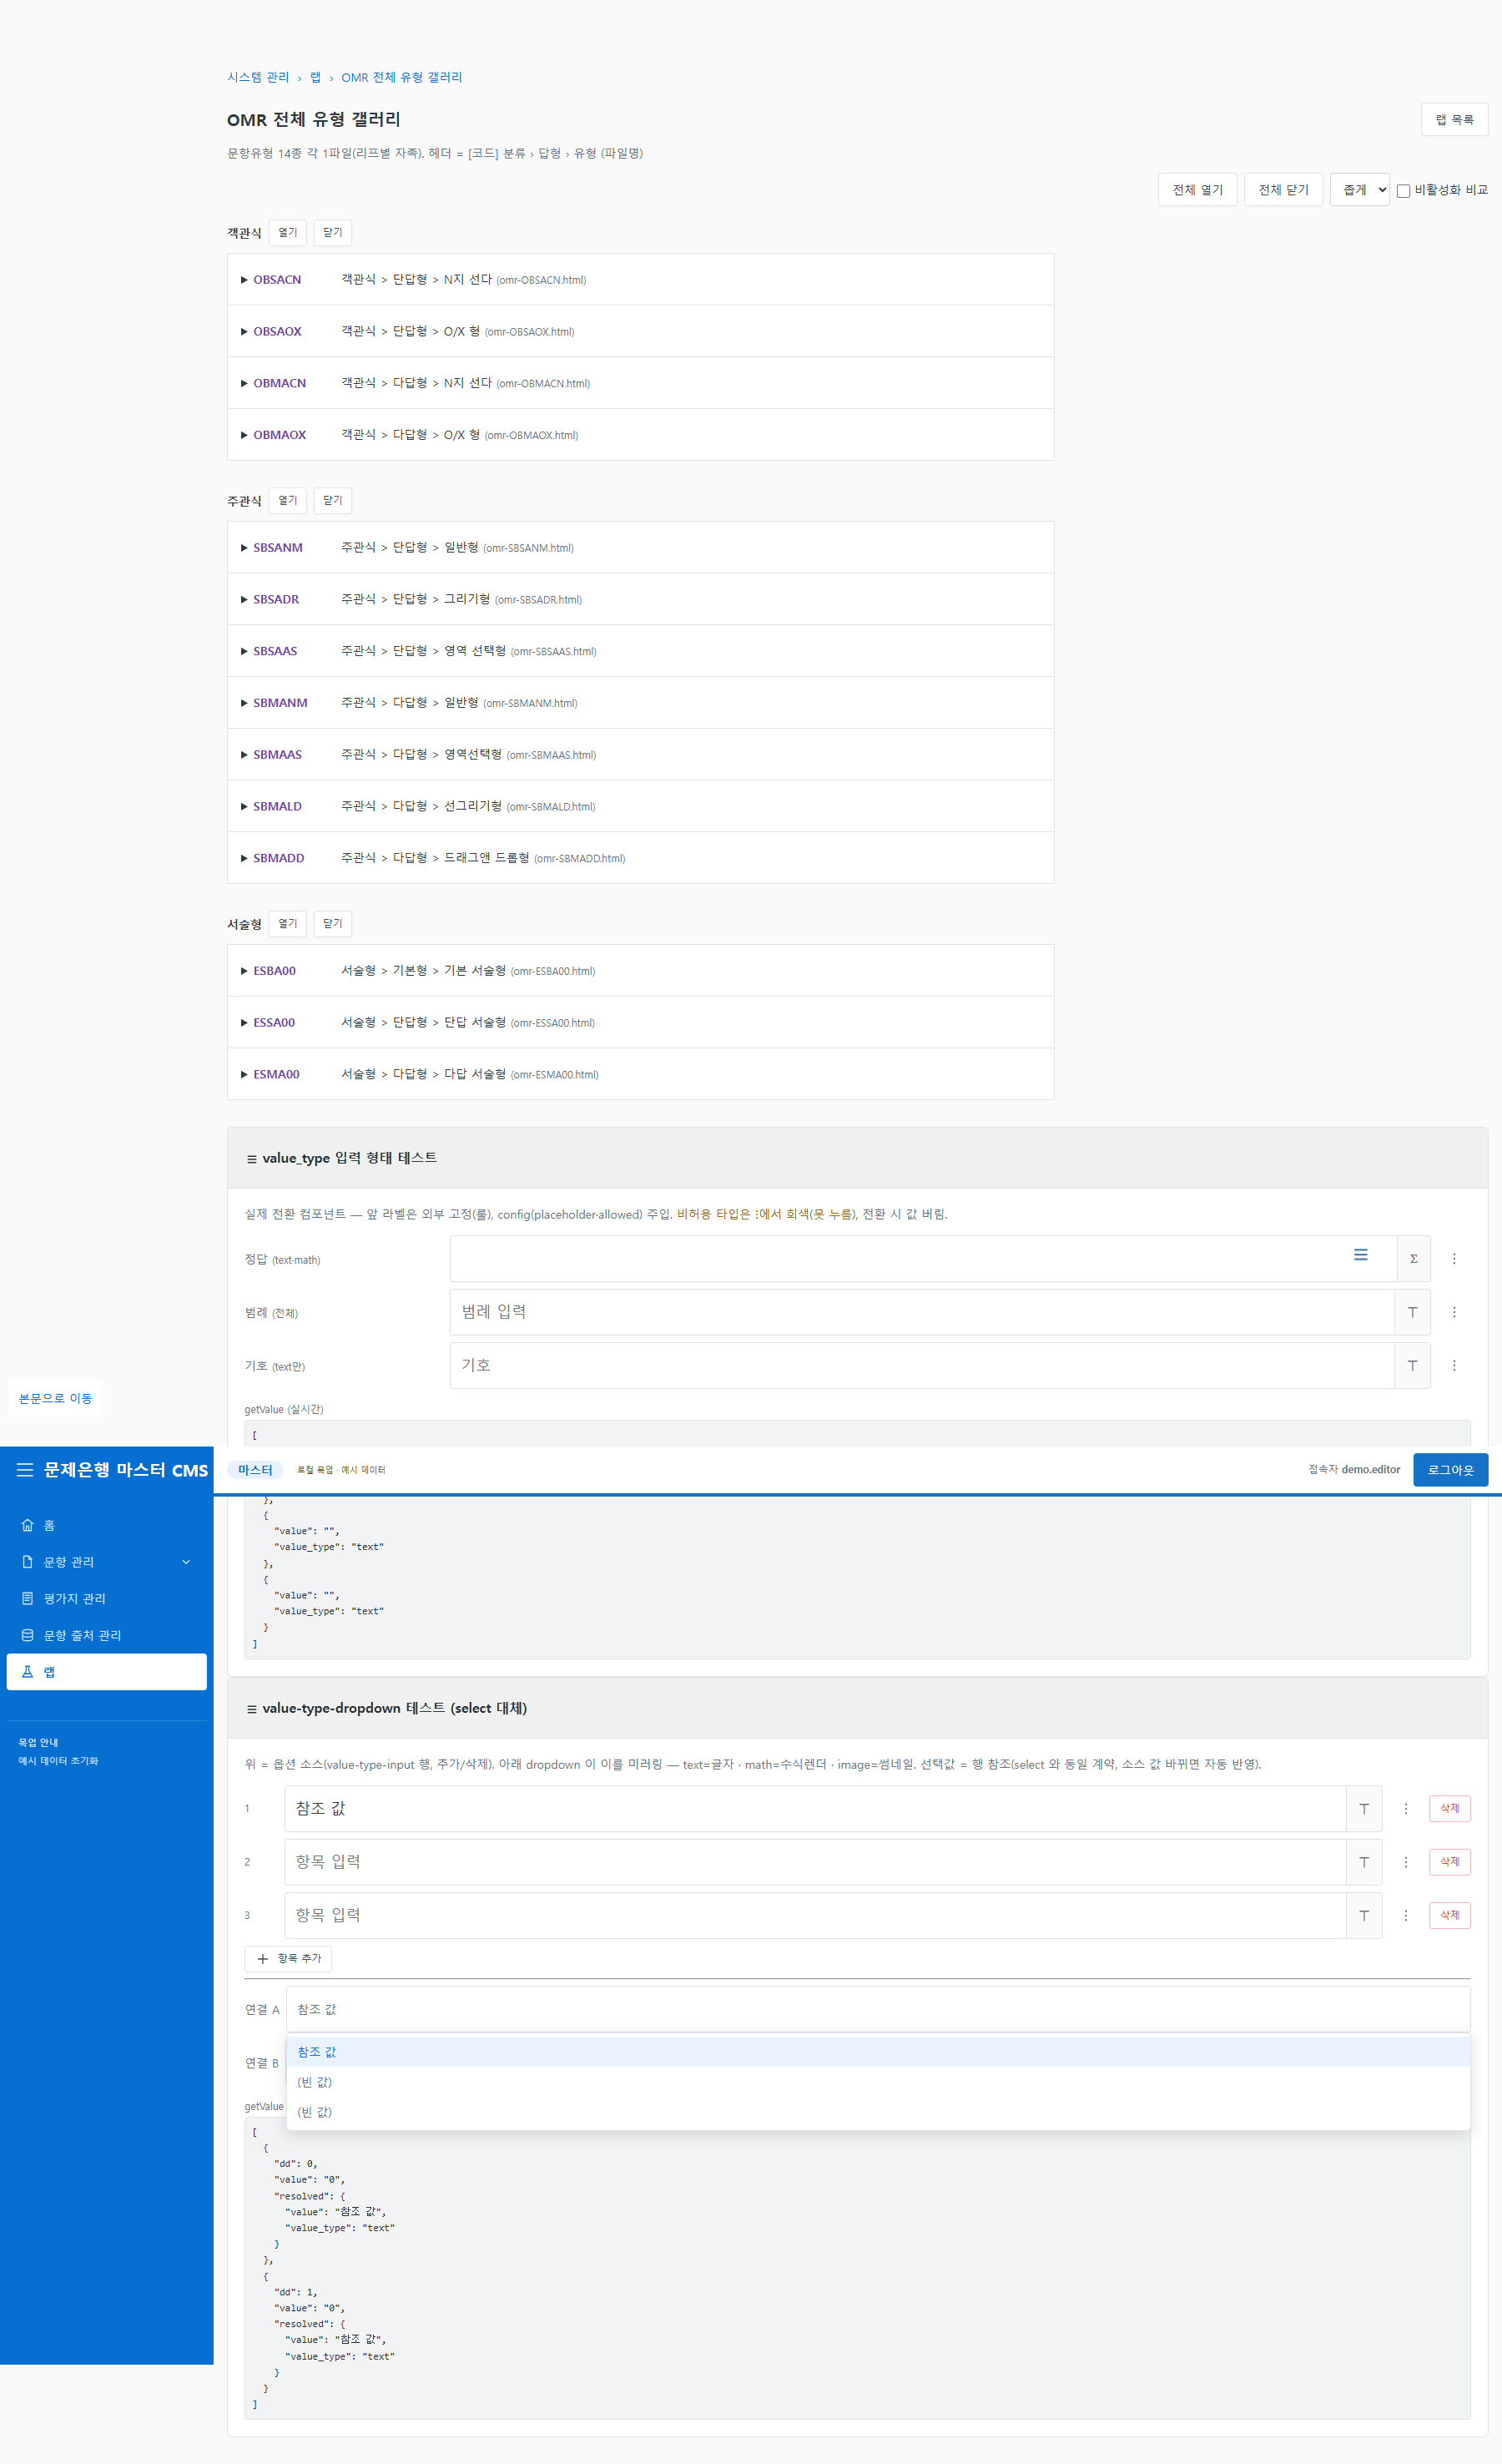 시스템 관리 › 랩 › OMR 전체 유형 갤러리
OMR 전체 유형 갤러리
랩 목록
문항유형 14종 각 1파일(리프별 자족). 헤더 = [코드] 분류 › 답형 › 유형 (파일명)
전체 열기 전체 닫기 좁게 비활성화 비교
객관식 열기 닫기
▶ OBSACN 객관식 > 단답형 > N지 선다 (omr-OBSACN.html)
▶ OBSAOX 객관식 > 단답형 > O/X 형 (omr-OBSAOX.html)
▶ OBMACN 객관식 > 다답형 > N지 선다 (omr-OBMACN.html)
▶ OBMAOX 객관식 > 다답형 > O/X 형 (omr-OBMAOX.html)
주관식 열기 닫기
▶ SBSANM 주관식 > 단답형 > 일반형 (omr-SBSANM.html)
▶ SBSADR 주관식 > 단답형 > 그리기형 (omr-SBSADR.html)
▶ SBSAAS 주관식 > 단답형 > 영역 선택형 (omr-SBSAAS.html)
▶ SBMANM 주관식 > 다답형 > 일반형 (omr-SBMANM.html)
▶ SBMAAS 주관식 > 다답형 > 영역선택형 (omr-SBMAAS.html)
▶ SBMALD 주관식 > 다답형 > 선그리기형 (omr-SBMALD.html)
▶ SBMADD 주관식 > 다답형 > 드래그앤 드롭형 (omr-SBMADD.html)
서술형 열기 닫기
▶ ESBA00 서술형 > 기본형 > 기본 서술형 (omr-ESBA00.html)
▶ ESSA00 서술형 > 단답형 > 단답 서술형 (omr-ESSA00.html)
▶ ESMA00 서술형 > 다답형 > 다답 서술형 (omr-ESMA00.html)
value_type 입력 형태 테스트
실제 전환 컴포넌트 — 앞 라벨은 외부 고정(룰), config(placeholder·allowed) 주입. 비허용 타입은 ⋮에서 회색(못 누름), 전환 시 값 버림.
정답 (text·math) Σ ⋮
범례 (전체) 범례 입력 T ⋮
기호 (text만) 기호 T ⋮
본문으로 이동
getValue (실시간)
[
문제은행 마스터 CMS
마스터 로컬 목업 · 예시 데이터 접속자 demo.editor 로그아웃
홈
문항 관리
평가지 관리
문항 출처 관리
랩
목업 안내
예시 데이터 초기화
},
{
"value": "",
"value_type": "text"
},
{
"value": "",
"value_type": "text"
}
]
value-type-dropdown 테스트 (select 대체)
위 = 옵션 소스(value-type-input 행, 추가/삭제). 아래 dropdown 이 이를 미러링 — text=글자 · math=수식렌더 · image=썸네일. 선택값 = 행 참조(select 와 동일 계약, 소스 값 바뀌면 자동 반영).
1 참조 값 T ⋮ 삭제
2 항목 입력 T ⋮ 삭제
3 항목 입력 T ⋮ 삭제
+ 항목 추가
연결 A 참조 값
참조 값
연결 B
(빈 값)
(빈 값)
getValue
[
{
"dd": 0,
"value": "0",
"resolved": {
"value": "참조 값",
"value_type": "text"
}
},
{
"dd": 1,
"value": "0",
"resolved": {
"value": "참조 값",
"value_type": "text"
}
}
]